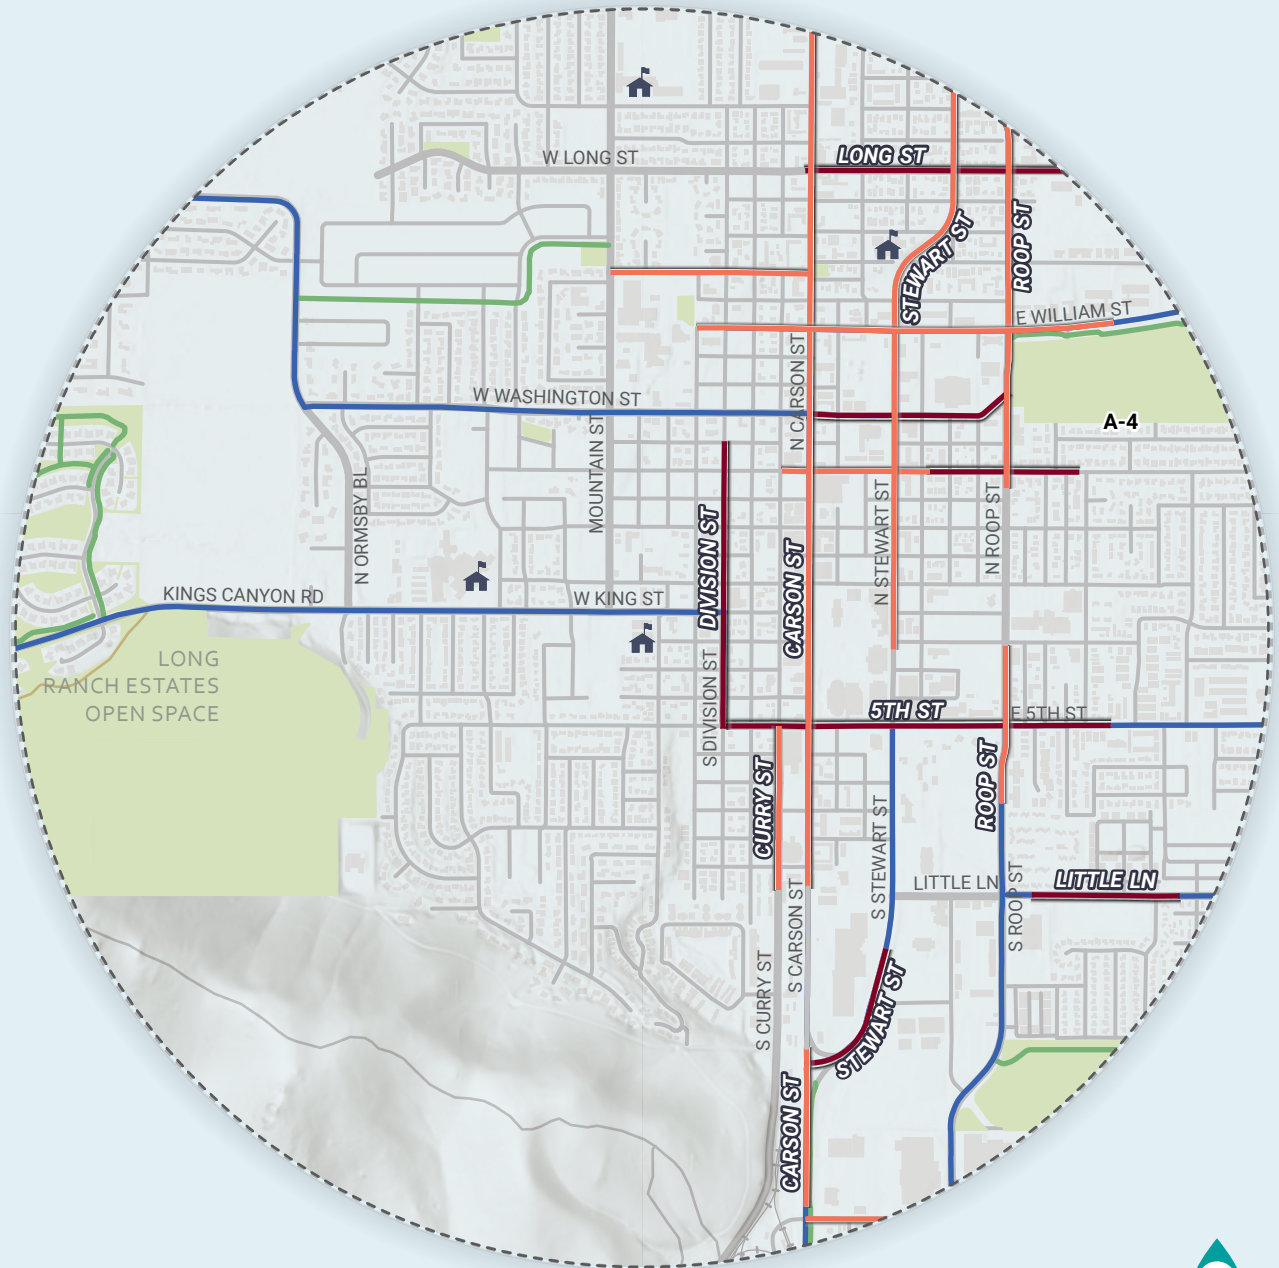 W LONG ST
LONG ST
STEWART ST
ROOP ST
E WILLIAM ST
N CARSON ST
W WASHINGTON ST
MOUNTAIN ST
A-4
N ORMSBY BL
DIVISION ST
CARSON ST
N STEWART ST
N ROOP ST
KINGS CANYON RD
W KING ST
LONG
RANCH ESTATES
OPEN SPACE
S DIVISION ST
5TH ST
E 5TH ST
CURRY ST
ROOP ST
S STEWART ST
LITTLE LN
LITTLE LN
S ROOP ST
S CARSON ST
S CURRY ST
STEWART ST
CARSON ST